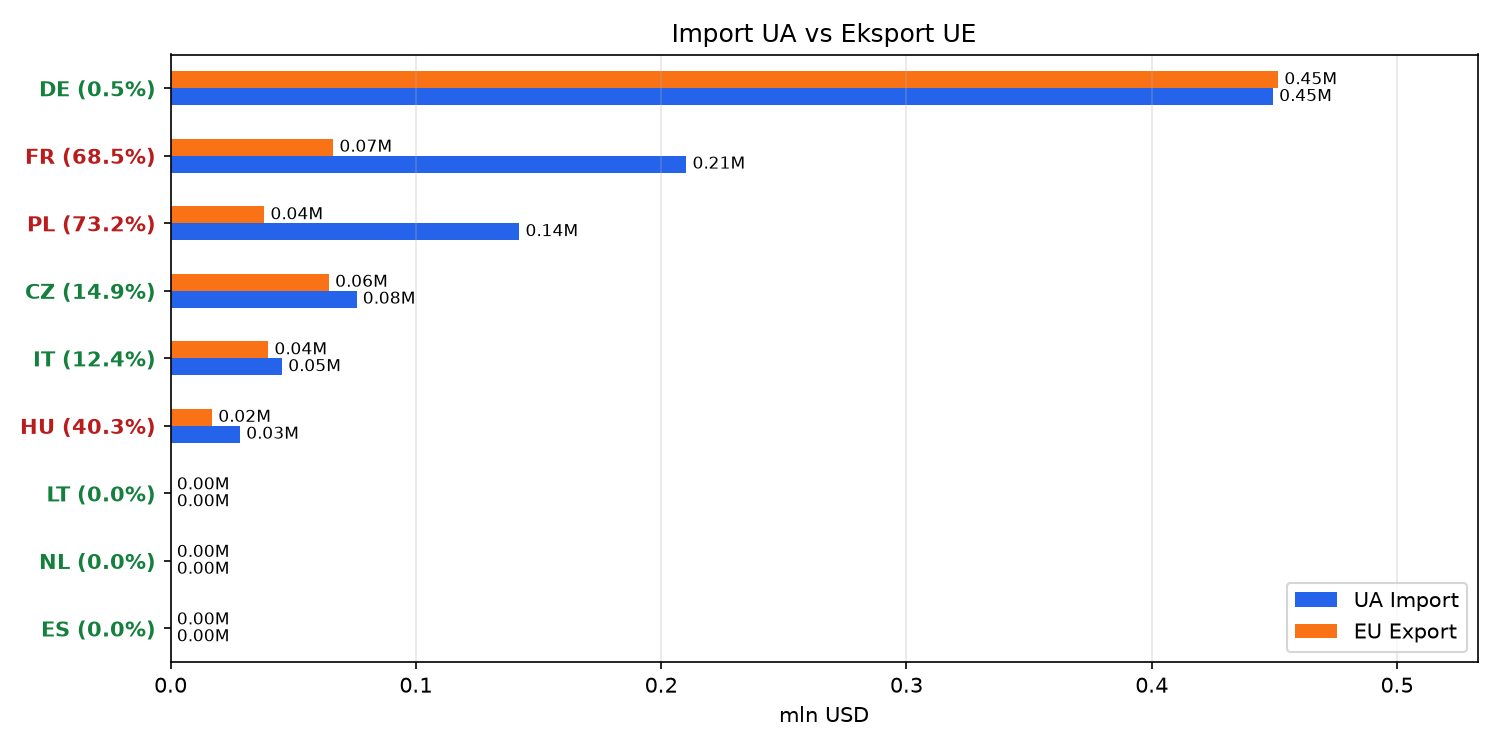 Import UA vs Eksport UE
DE (0.5%)
0.45M
0.45M
FR (68.5%)
0.07M
0.21M
PL (73.2%)
0.04M
0.14M
CZ (14.9%)
0.06M
0.08M
IT (12.4%)
0.04M
0.05M
HU (40.3%)
0.02M
0.03M
LT (0.0%)
0.00M
0.00M
NL (0.0%)
0.00M
0.00M
ES (0.0%)
0.00M
0.00M
UA Import
EU Export
0.0 0.1 0.2 0.3 0.4 0.5
mln USD